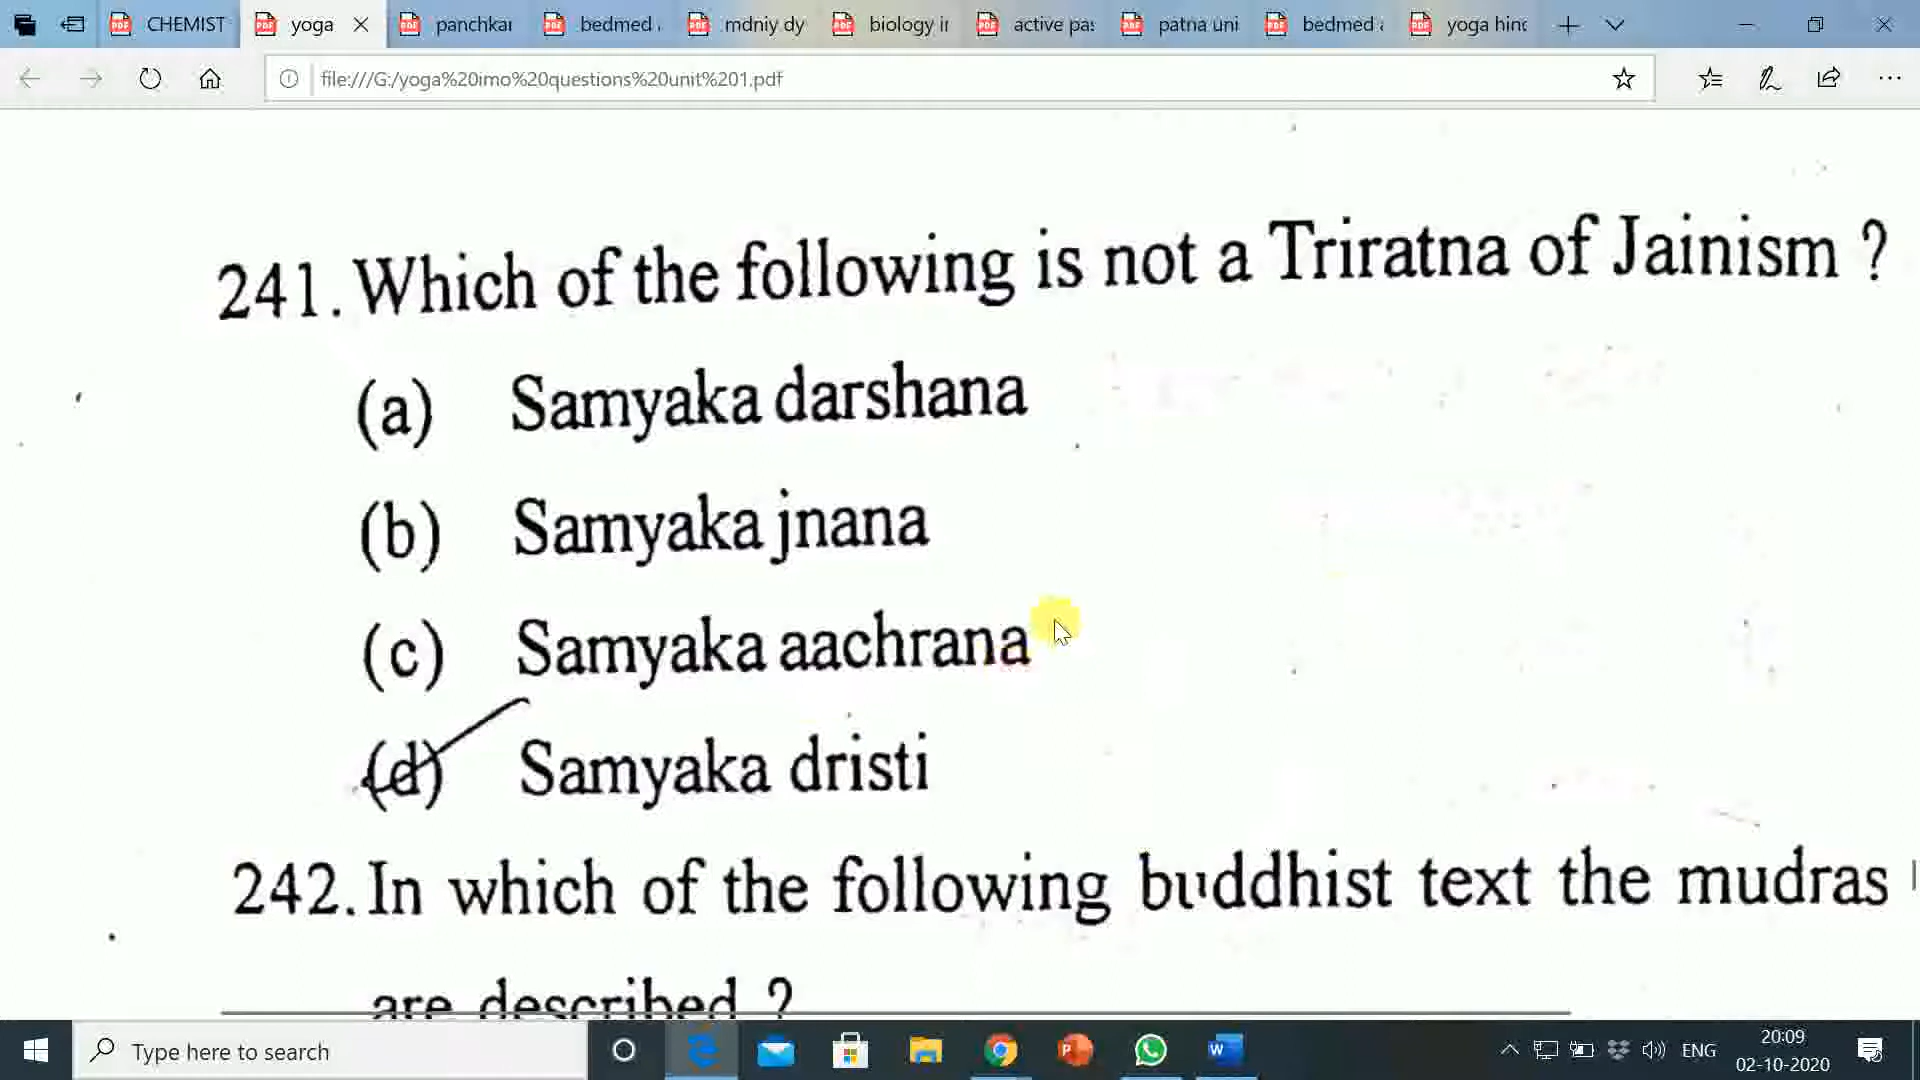 CHEMIST
yoga
panchkar
bedmed
mdniy dy
biology in
active pas
patna uni
bedmed a
yoga hind
file:///G:/yoga%20imo%20questions%20unit%201.pdf
241. Which of the following is not a Triratna of Jainism ?
(a) Samyaka darshana
(b) Samyaka jnana
(c) Samyaka aachrana
(d) Samyaka dristi
242. In which of the following buddhist text the mudras
are described ?
Type here to search
ENG
20:09
02-10-2020